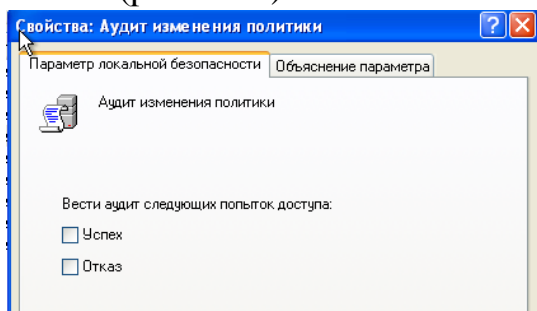 Свойства: Аудит изменения политики
Параметр локальной безопасности Объяснение параметра
Аудит изменения политики
Вести аудит следующих попыток доступа:
Успех
Отказ